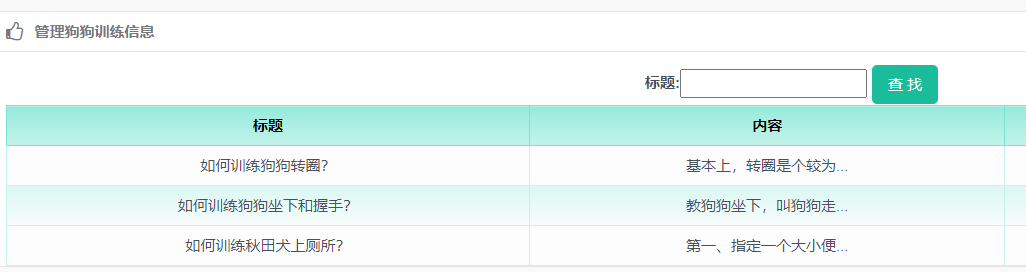 管理狗狗训练信息
标题: 查 找
标题 内容
如何训练狗狗转圈? 基本上，转圈是个较为...
如何训练狗狗坐下和握手? 教狗狗坐下，叫狗狗走...
如何训练秋田犬上厕所? 第一、指定一个大小便...